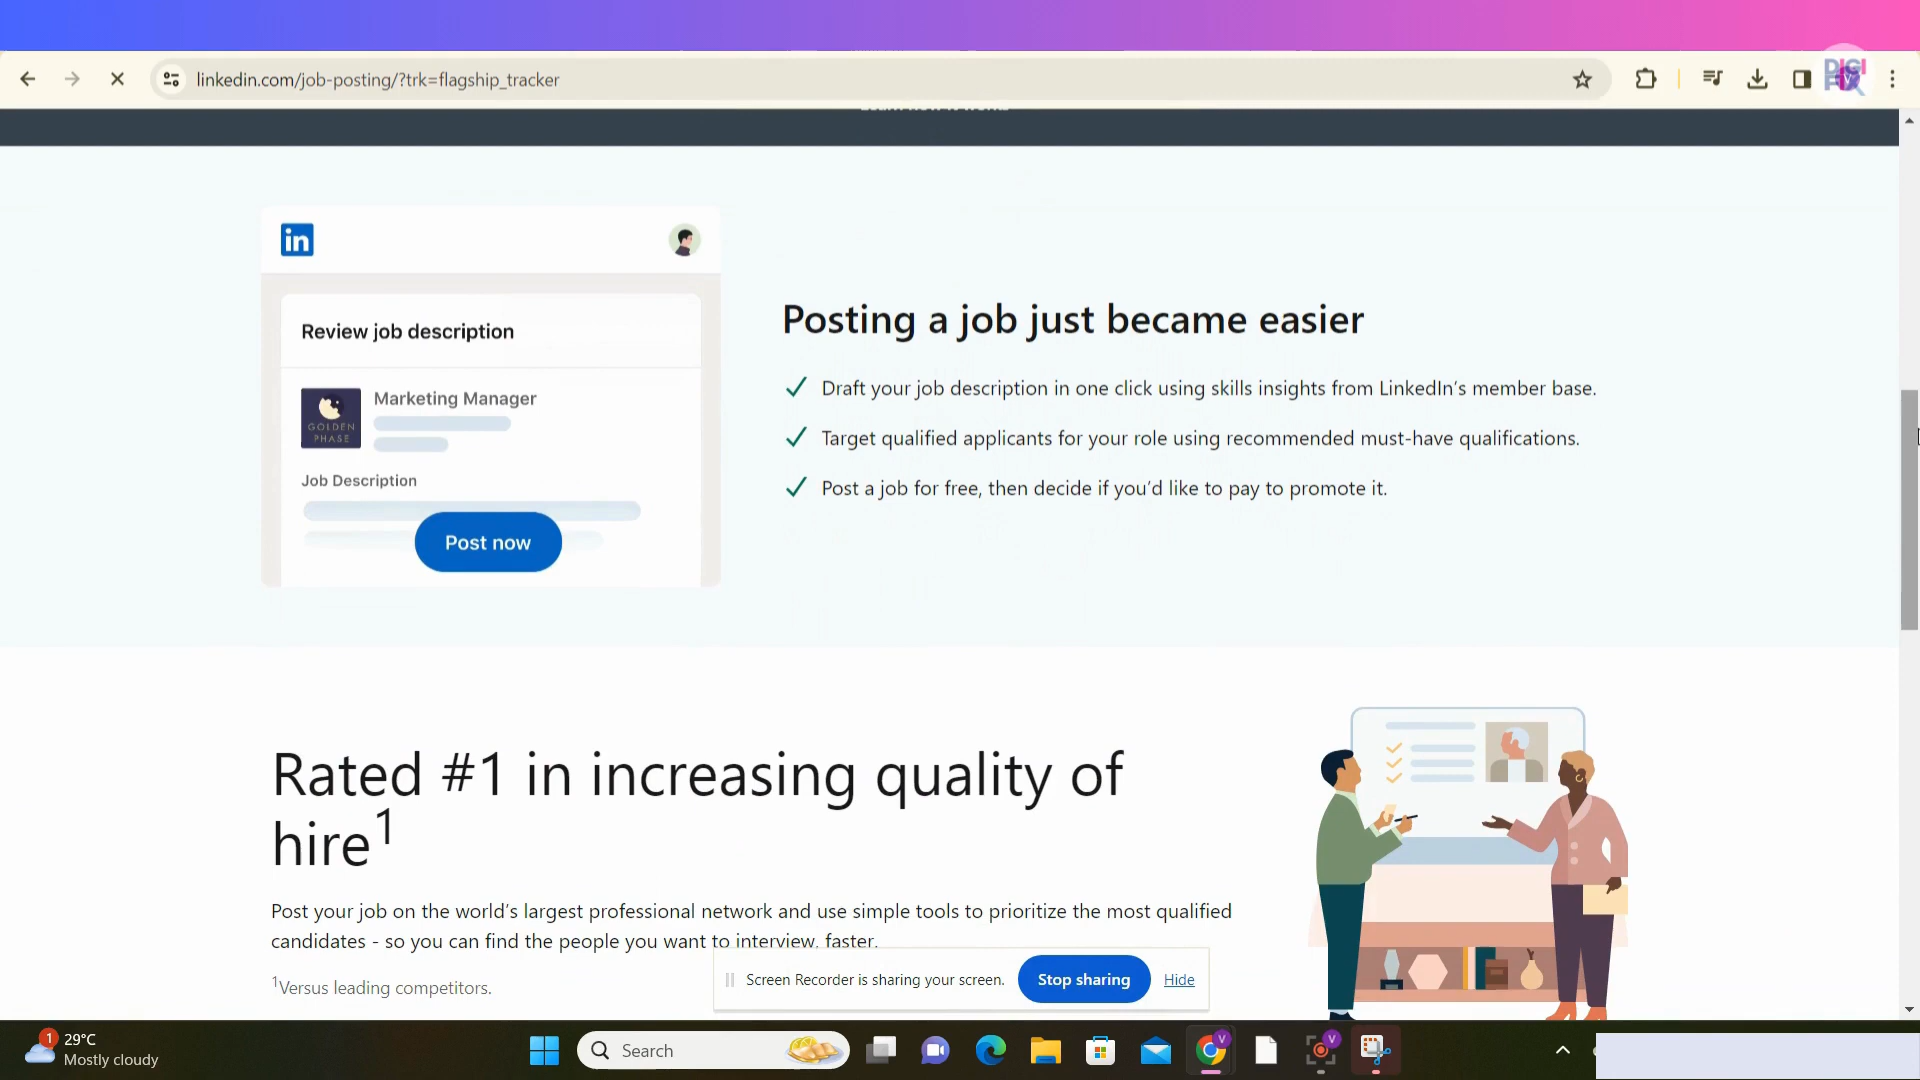 linkedin.com/job-posting/?trk=flagship_tracker
DIGI
in
Review job description
Marketing Manager
GOLDEN
PHASE
Job Description
Post now
Posting a job just became easier
Draft your job description in one click using skills insights from LinkedIn’s member base.
Target qualified applicants for your role using recommended must-have qualifications.
Post a job for free, then decide if you’d like to pay to promote it.
Rated #1 in increasing quality of
hire1
Post your job on the world’s largest professional network and use simple tools to prioritize the most qualified
candidates - so you can find the people you want to interview, faster.
1Versus leading competitors.
Screen Recorder is sharing your screen.
Stop sharing
Hide
1
29°C
Mostly cloudy
Search
V
V